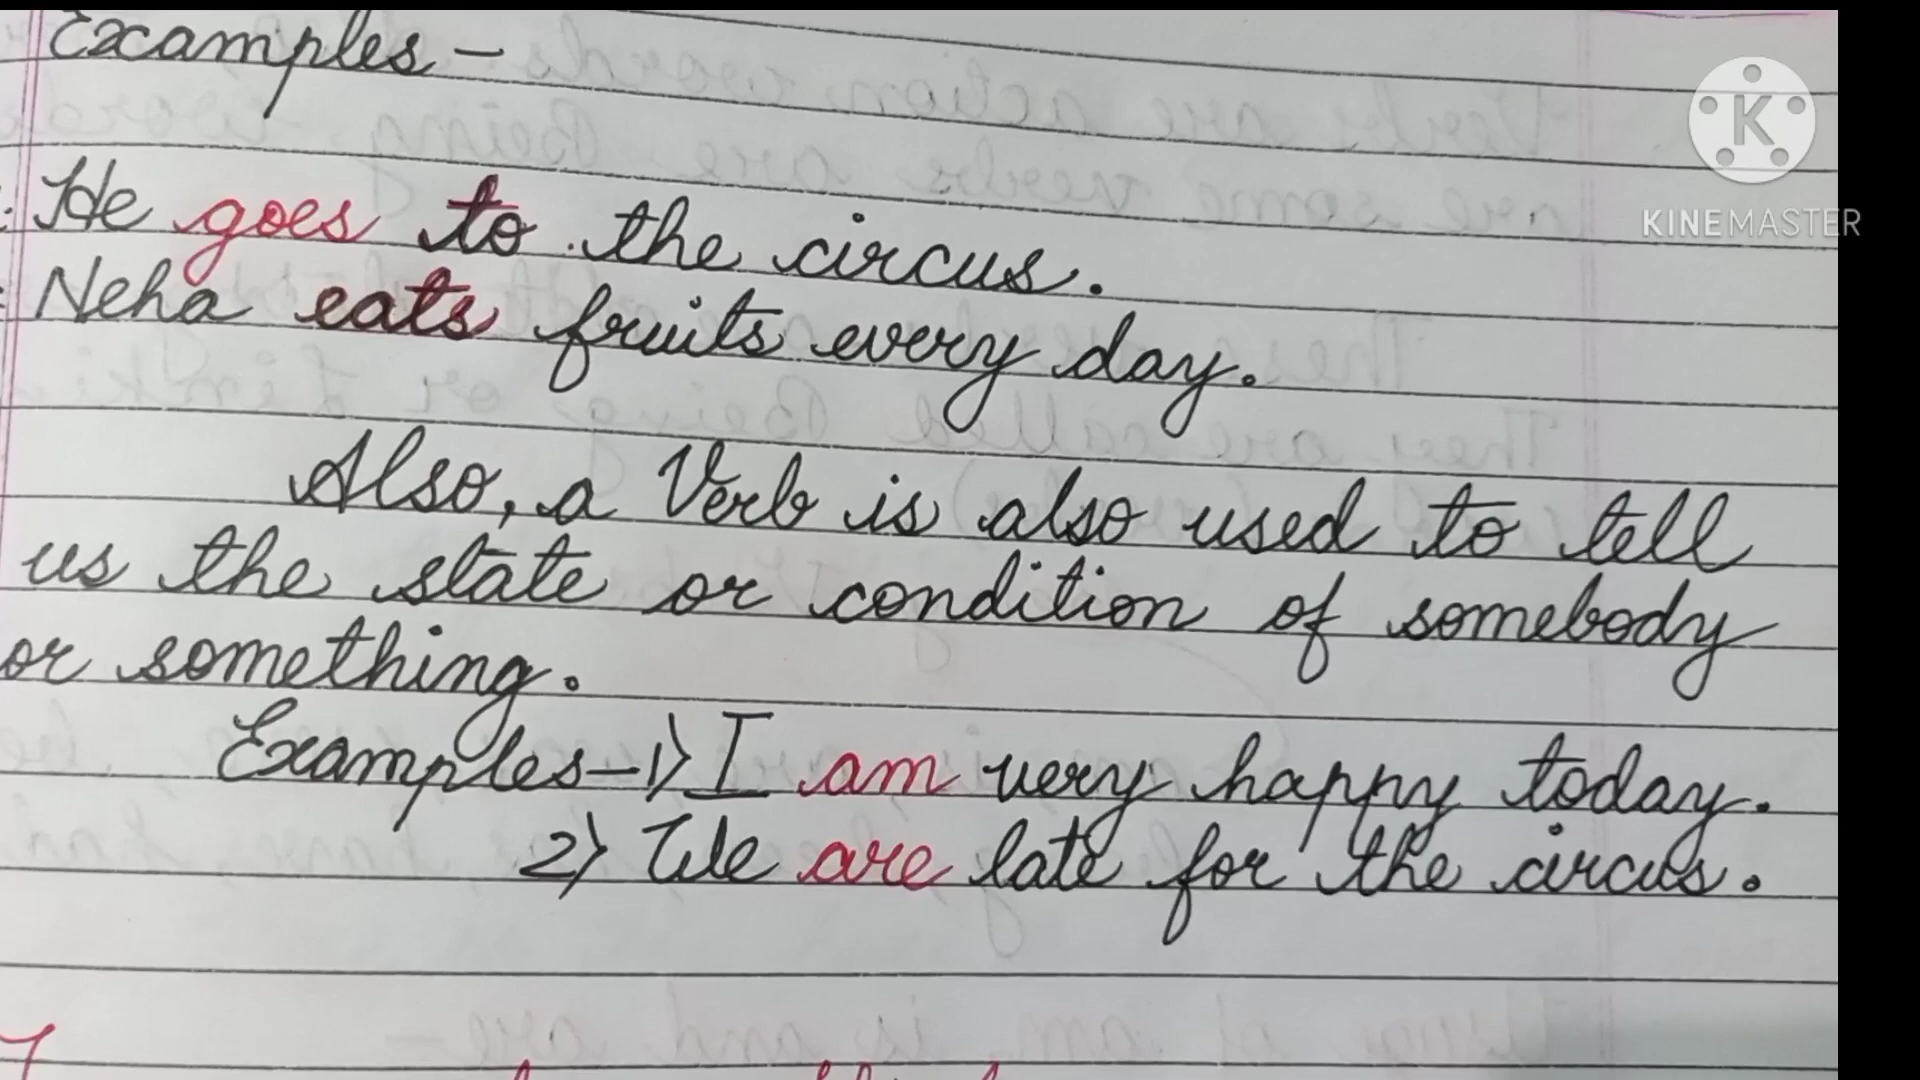 Examples -
K
KINEMASTER
He goes to the circus.
Neha eats fruits every day.
Also, a Verb is also used to tell
us the state or condition of somebody
or something.
Examples - 1) I am very happy today.
2) We are late for the circus.